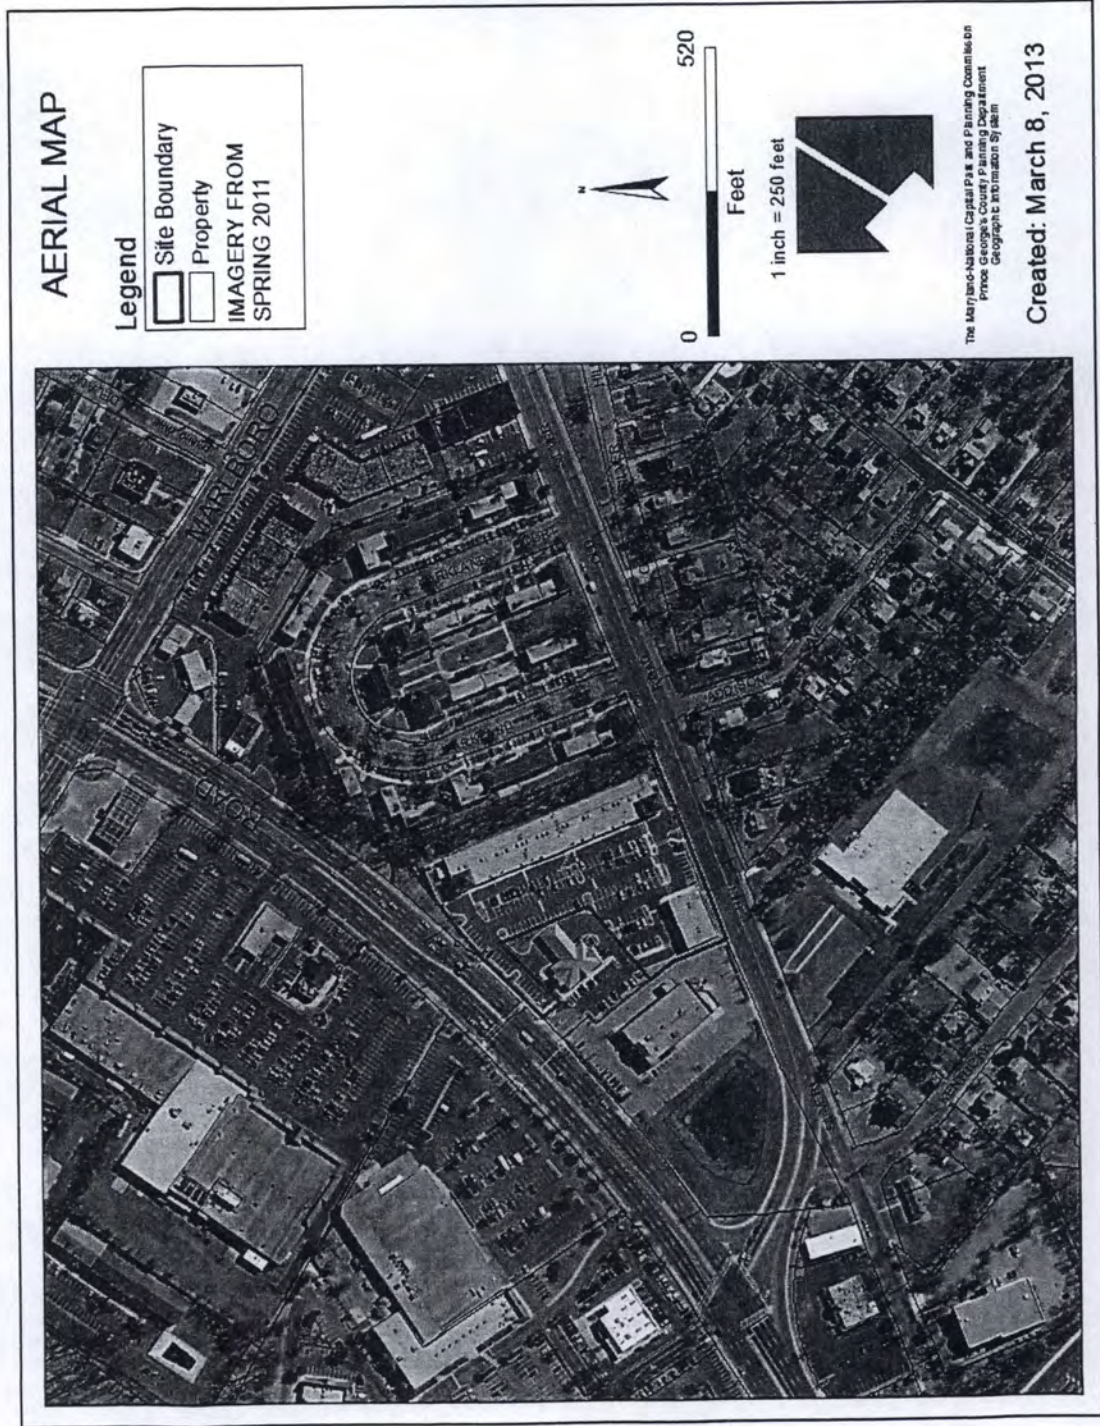 AERIAL MAP
Legend
Site Boundary
Property
IMAGERY FROM
SPRING 2011
N
0
520
Feet
1 inch = 250 feet
The Maryland-National Capital Park and Planning Commission
Prince George's County Planning Department
Geographic Information System
Created: March 8, 2013
MARLBORO
ROAD
ADDISON